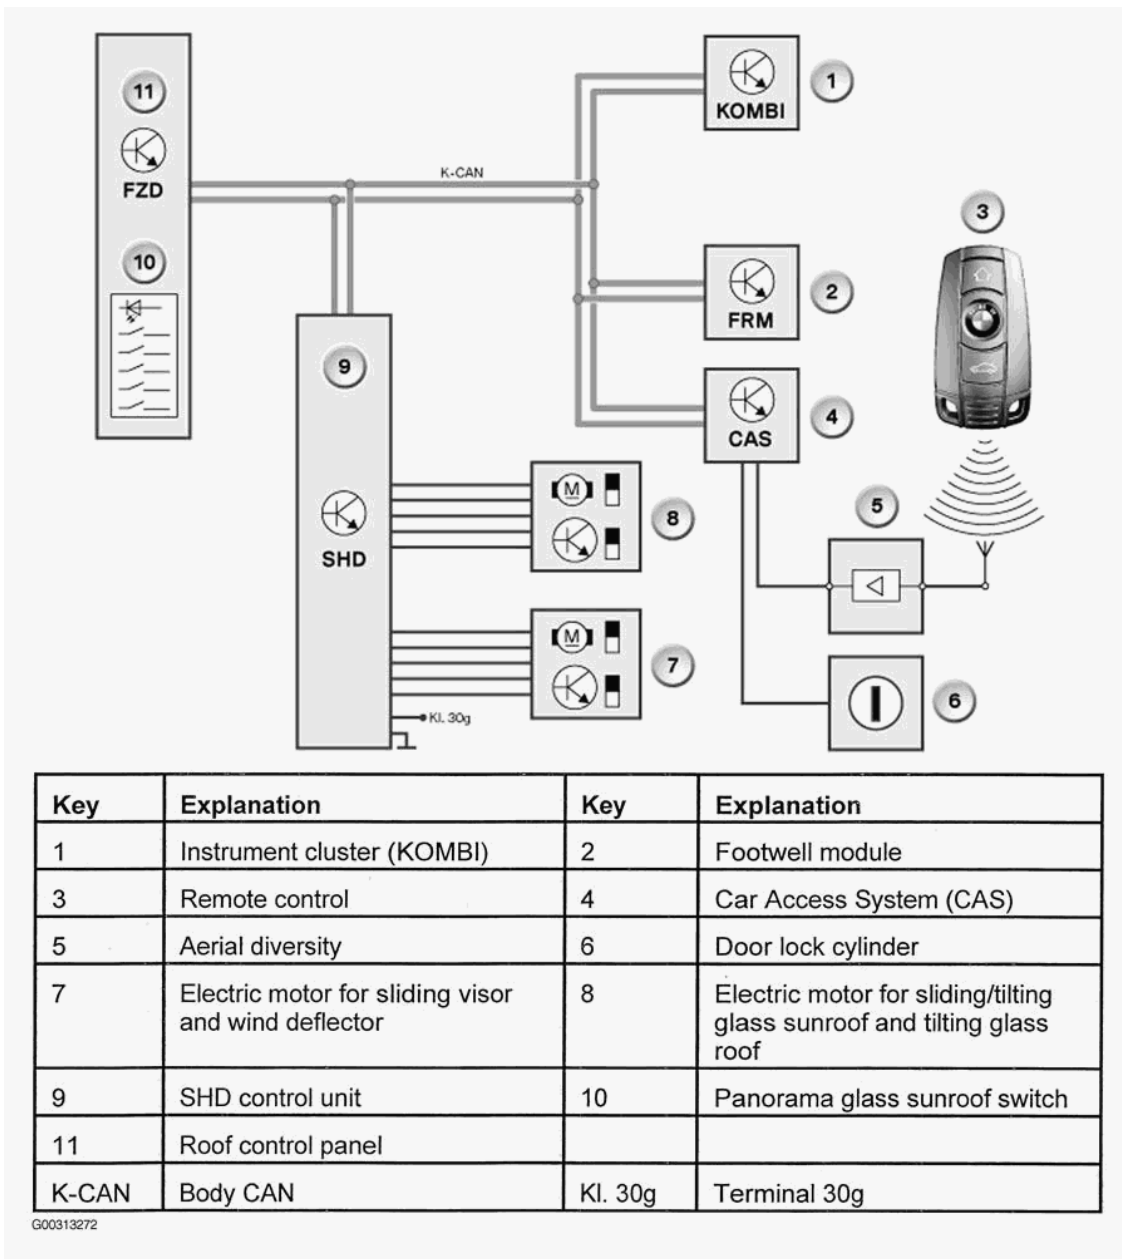 11
FZD
10
K-CAN
KOMBI
1
FRM
2
3
CAS
4
9
SHD
M
8
5
M
7
6
Kl. 30g
Key Explanation Key Explanation
1 Instrument cluster (KOMBI) 2 Footwell module
3 Remote control 4 Car Access System (CAS)
5 Aerial diversity 6 Door lock cylinder
7 Electric motor for sliding visor and wind deflector 8 Electric motor for sliding/tilting glass sunroof and tilting glass roof
9 SHD control unit 10 Panorama glass sunroof switch
11 Roof control panel
K-CAN Body CAN Kl. 30g Terminal 30g
G00313272